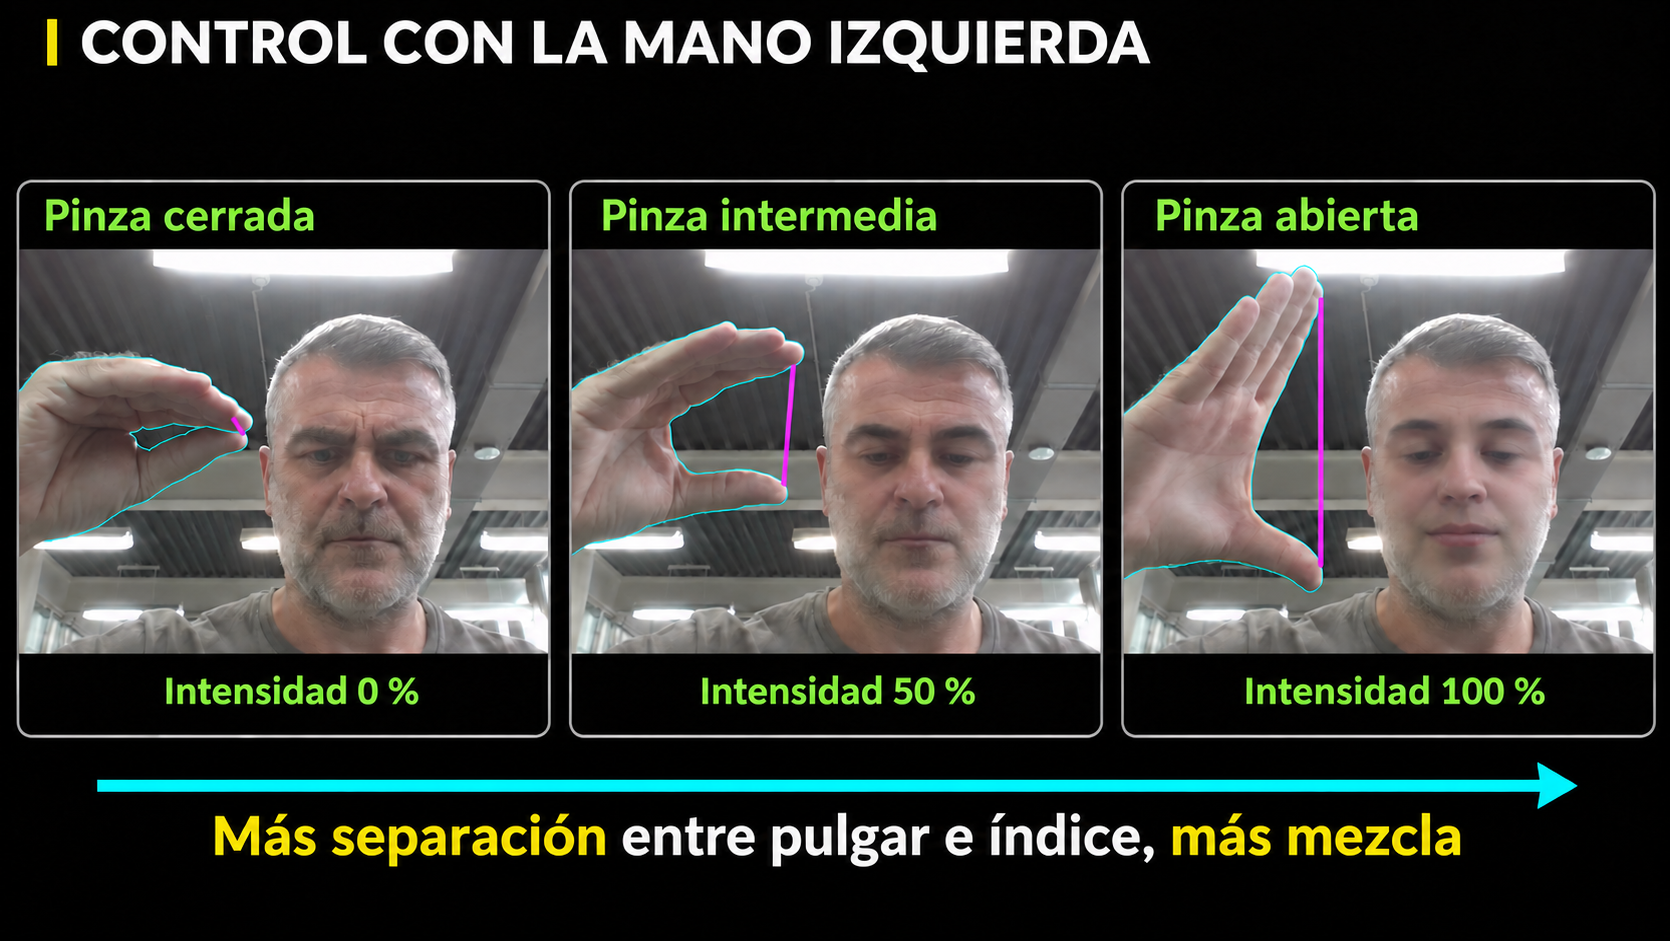 CONTROL CON LA MANO IZQUIERDA
Pinza cerrada
Intensidad 0 %
Pinza intermedia
Intensidad 50 %
Pinza abierta
Intensidad 100 %
Más separación entre pulgar e índice, más mezcla